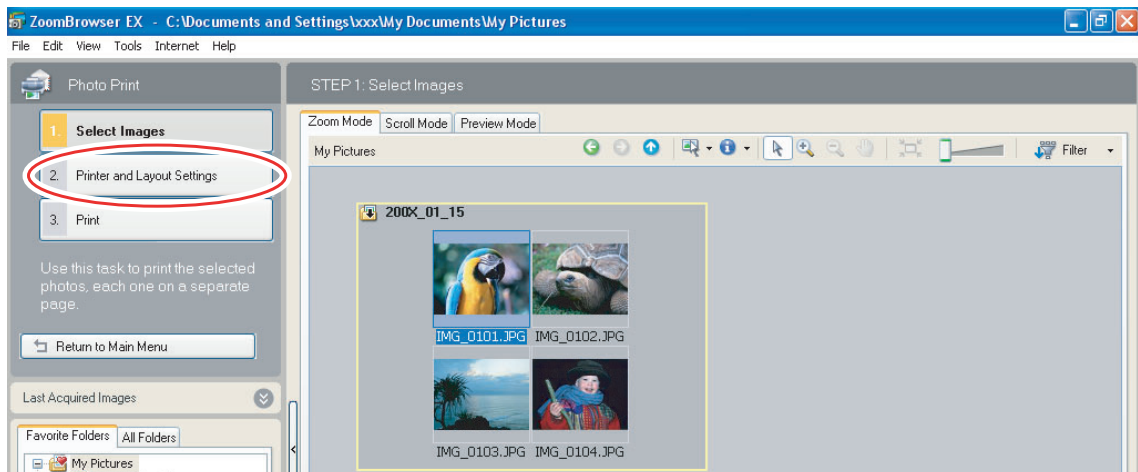 ZoomBrowser EX - C:\Documents and Settings\xxx\My Documents\My Pictures
File Edit View Tools Internet Help
Photo Print
1. Select Images
2. Printer and Layout Settings
3. Print
Use this task to print the selected
photos, each one on a separate
page.
Return to Main Menu
Last Acquired Images
Favorite Folders All Folders
My Pictures
STEP 1: Select Images
Zoom Mode Scroll Mode Preview Mode
My Pictures Filter
200X_01_15
IMG_0101.JPG IMG_0102.JPG
IMG_0103.JPG IMG_0104.JPG